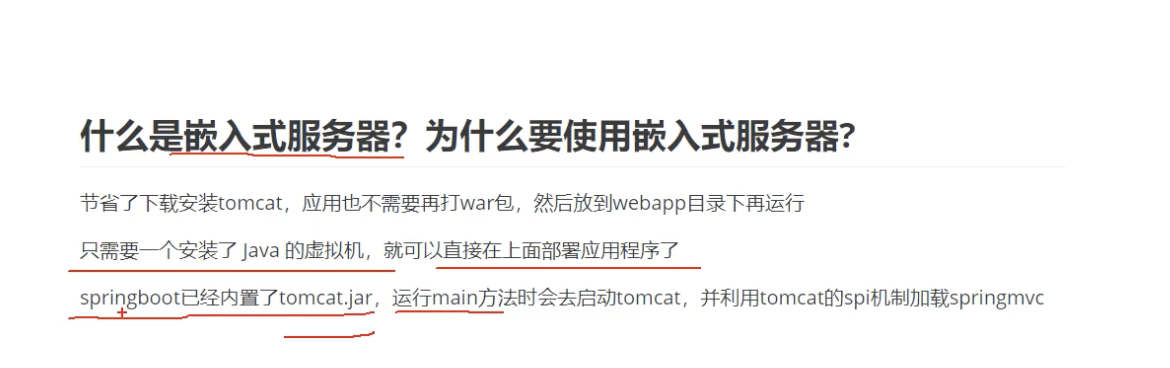 什么是嵌入式服务器？为什么要使用嵌入式服务器?
节省了下载安装tomcat，应用也不需要再打war包，然后放到webapp目录下再运行
只需要一个安装了 Java 的虚拟机，就可以直接在上面部署应用程序了
springboot已经内置了tomcat.jar，运行main方法时会去启动tomcat，并利用tomcat的spi机制加载springmvc